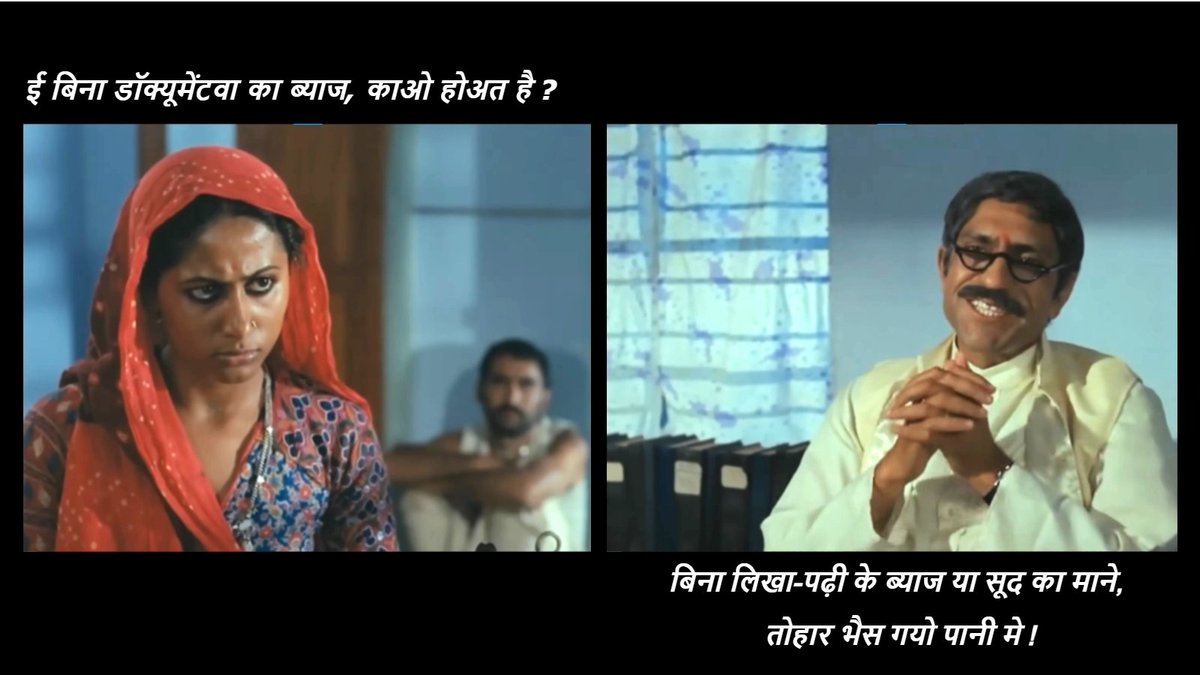 ई बिना डॉक्यूमेंटवा का ब्याज, काओ होअत है ?
बिना लिखा-पढ़ी के ब्याज या सूद का माने,
तोहार भैस गयो पानी मे !